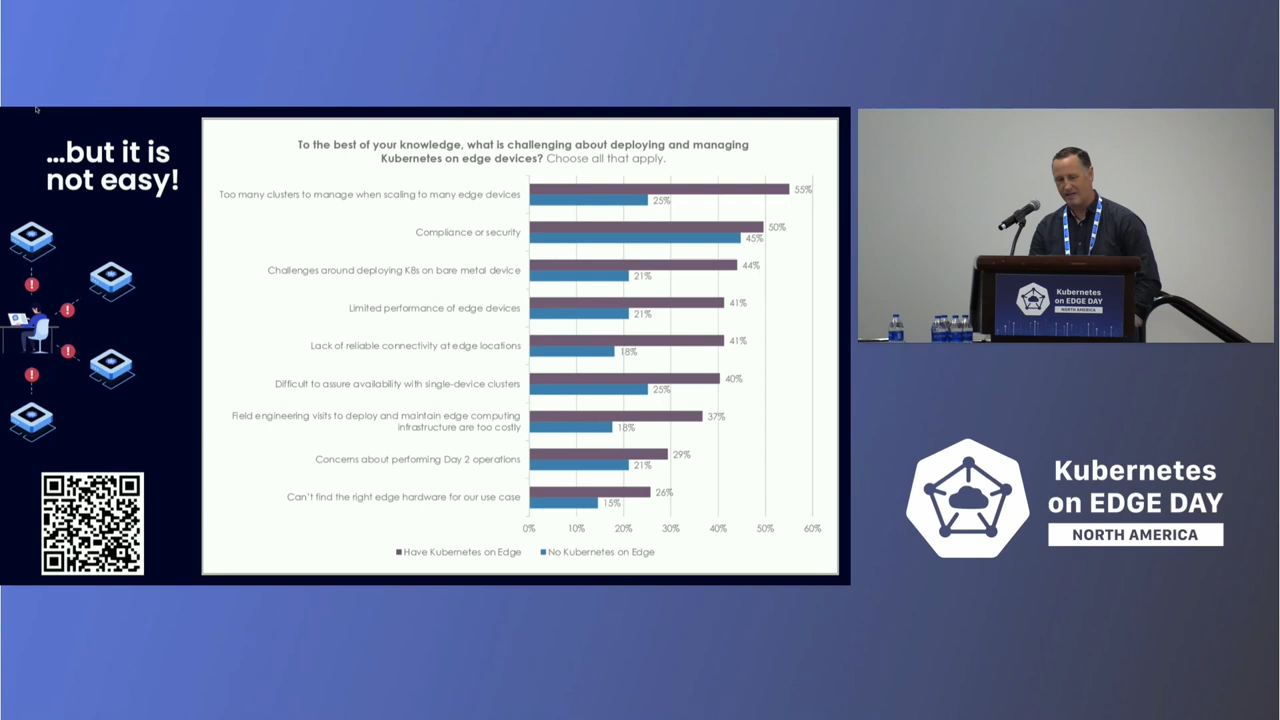 ...but it is
not easy!
To the best of your knowledge, what is challenging about deploying and managing
Kubernetes on edge devices? Choose all that apply.
Too many clusters to manage when scaling to many edge devices
55%
25%
Compliance or security
50%
45%
Challenges around deploying K8s on bare metal device
44%
21%
Limited performance of edge devices
41%
21%
Lack of reliable connectivity at edge locations
41%
18%
Difficult to assure availability with single-device clusters
40%
25%
Field engineering visits to deploy and maintain edge computing
infrastructure are too costly
37%
18%
Concerns about performing Day 2 operations
29%
21%
Can't find the right edge hardware for our use case
26%
15%
0% 10% 20% 30% 40% 50% 60%
Have Kubernetes on Edge No Kubernetes on Edge
Kubernetes
on EDGE DAY
NORTH AMERICA
Kubernetes
on EDGE DAY
NORTH AMERICA